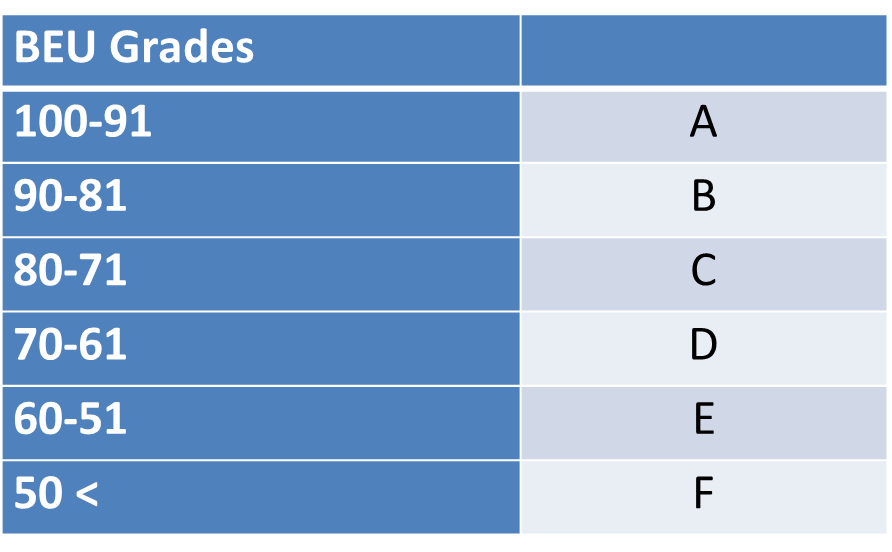 BEU Grades
100-91 A
90-81 B
80-71 C
70-61 D
60-51 E
50 < F